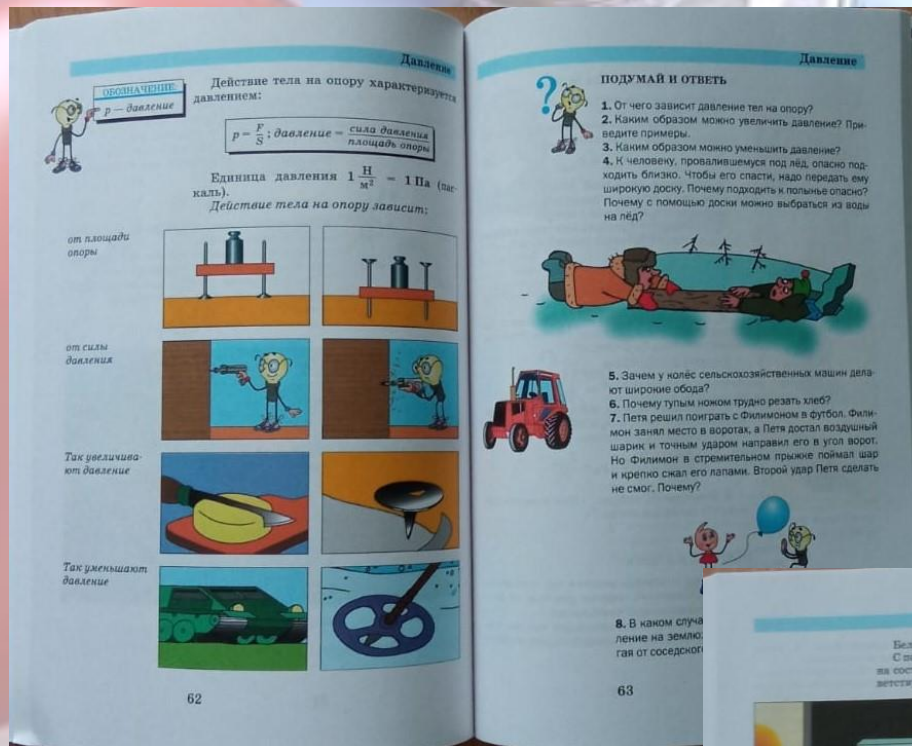 Давление
ОБОЗНАЧЕНИЕ:
p — давление
Действие тела на опору характеризуется
давлением:
p = F/S ; давление = сила давления/площадь опоры
Единица давления 1 Н/м² = 1 Па (пас-
каль).
Действие тела на опору зависит:
от площади
опоры
от силы
давления
Так увеличива-
ют давление
Так уменьшают
давление
62
Давление
?
ПОДУМАЙ И ОТВЕТЬ
1. От чего зависит давление тел на опору?
2. Каким образом можно увеличить давление? При-
ведите примеры.
3. Каким образом можно уменьшить давление?
4. К человеку, провалившемуся под лёд, опасно под-
ходить близко. Чтобы его спасти, надо передать ему
широкую доску. Почему подходить к полынье опасно?
Почему с помощью доски можно выбраться из воды
на лёд?
5. Зачем у колёс сельскохозяйственных машин дела-
ют широкие обода?
6. Почему тупым ножом трудно резать хлеб?
7. Петя решил поиграть с Филимоном в футбол. Фили-
мон занял место в воротах, а Петя достал воздушный
шарик и точным ударом направил его в угол ворот.
Но Филимон в стремительном прыжке поймал шар
и крепко сжал его лапами. Второй удар Петя сделать
не смог. Почему?
8. В каком случа
ление на землю:
гая от соседског
63
Бел
С по
на сос
ветств